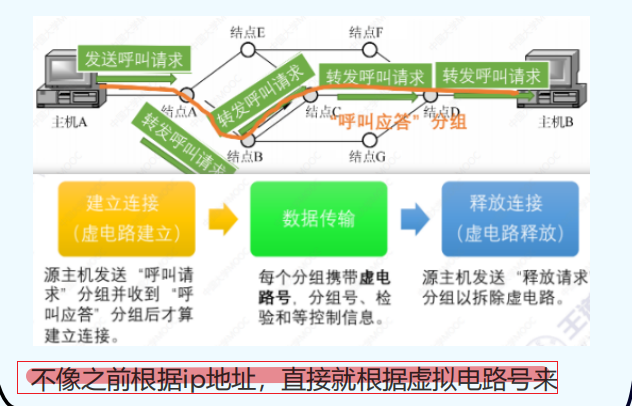 结点E
结点F
发送呼叫请求
转发呼叫请求
转发呼叫请求
转发呼叫请求
主机A
结点A
结点C
结点D
主机B
“呼叫应答”分组
转发呼叫请求
结点B
结点G
建立连接
（虚电路建立）
数据传输
释放连接
（虚电路释放）
源主机发送“呼叫请
求”分组并收到“呼
叫应答”分组后才算
建立连接。
每个分组携带虚电
路号，分组号、检
验和等控制信息。
源主机发送“释放请求”
分组以拆除虚电路。
不像之前根据ip地址，直接就根据虚拟电路号来